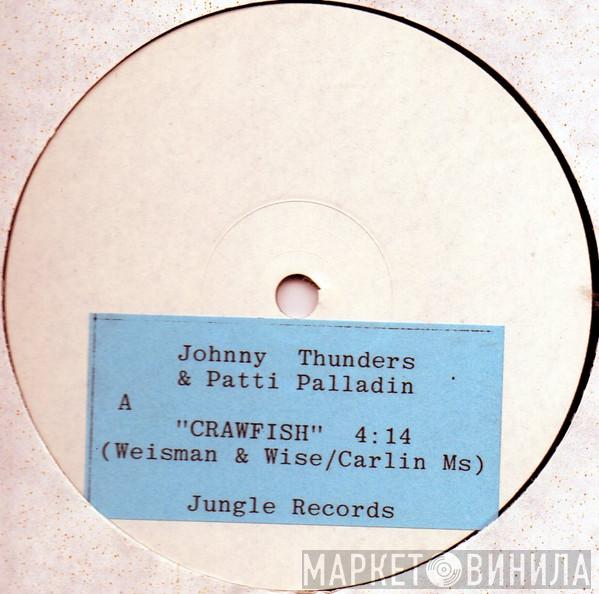 Johnny Thunders
& Patti Palladin
A
"CRAWFISH" 4:14
(Weisman & Wise/Carlin Ms)
Jungle Records
МАРКЕТ ВИНИЛА